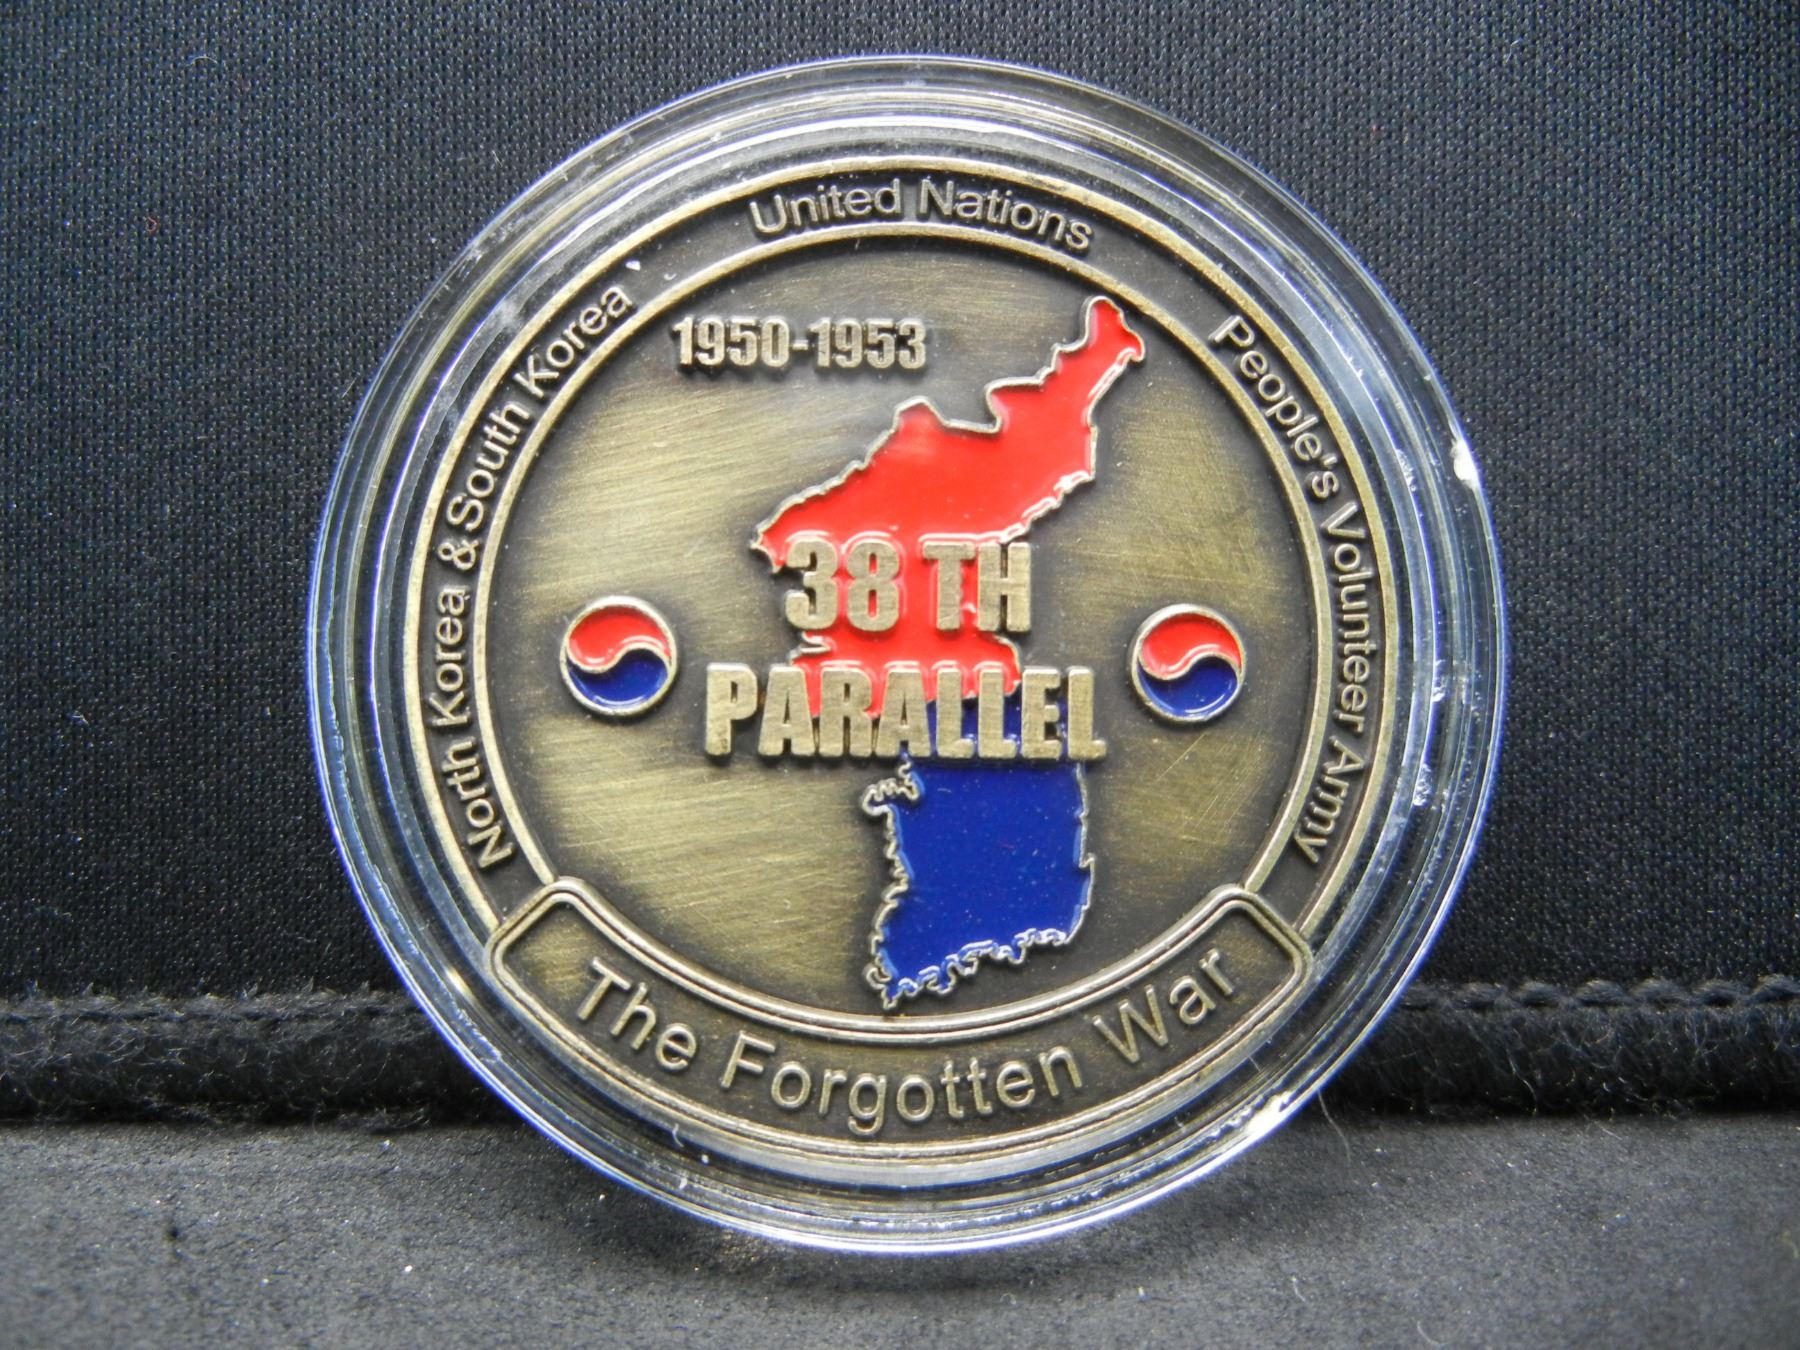 United Nations
North Korea & South Korea
People's Volunteer Army
1950-1953
38 TH
PARALLEL
The Forgotten War